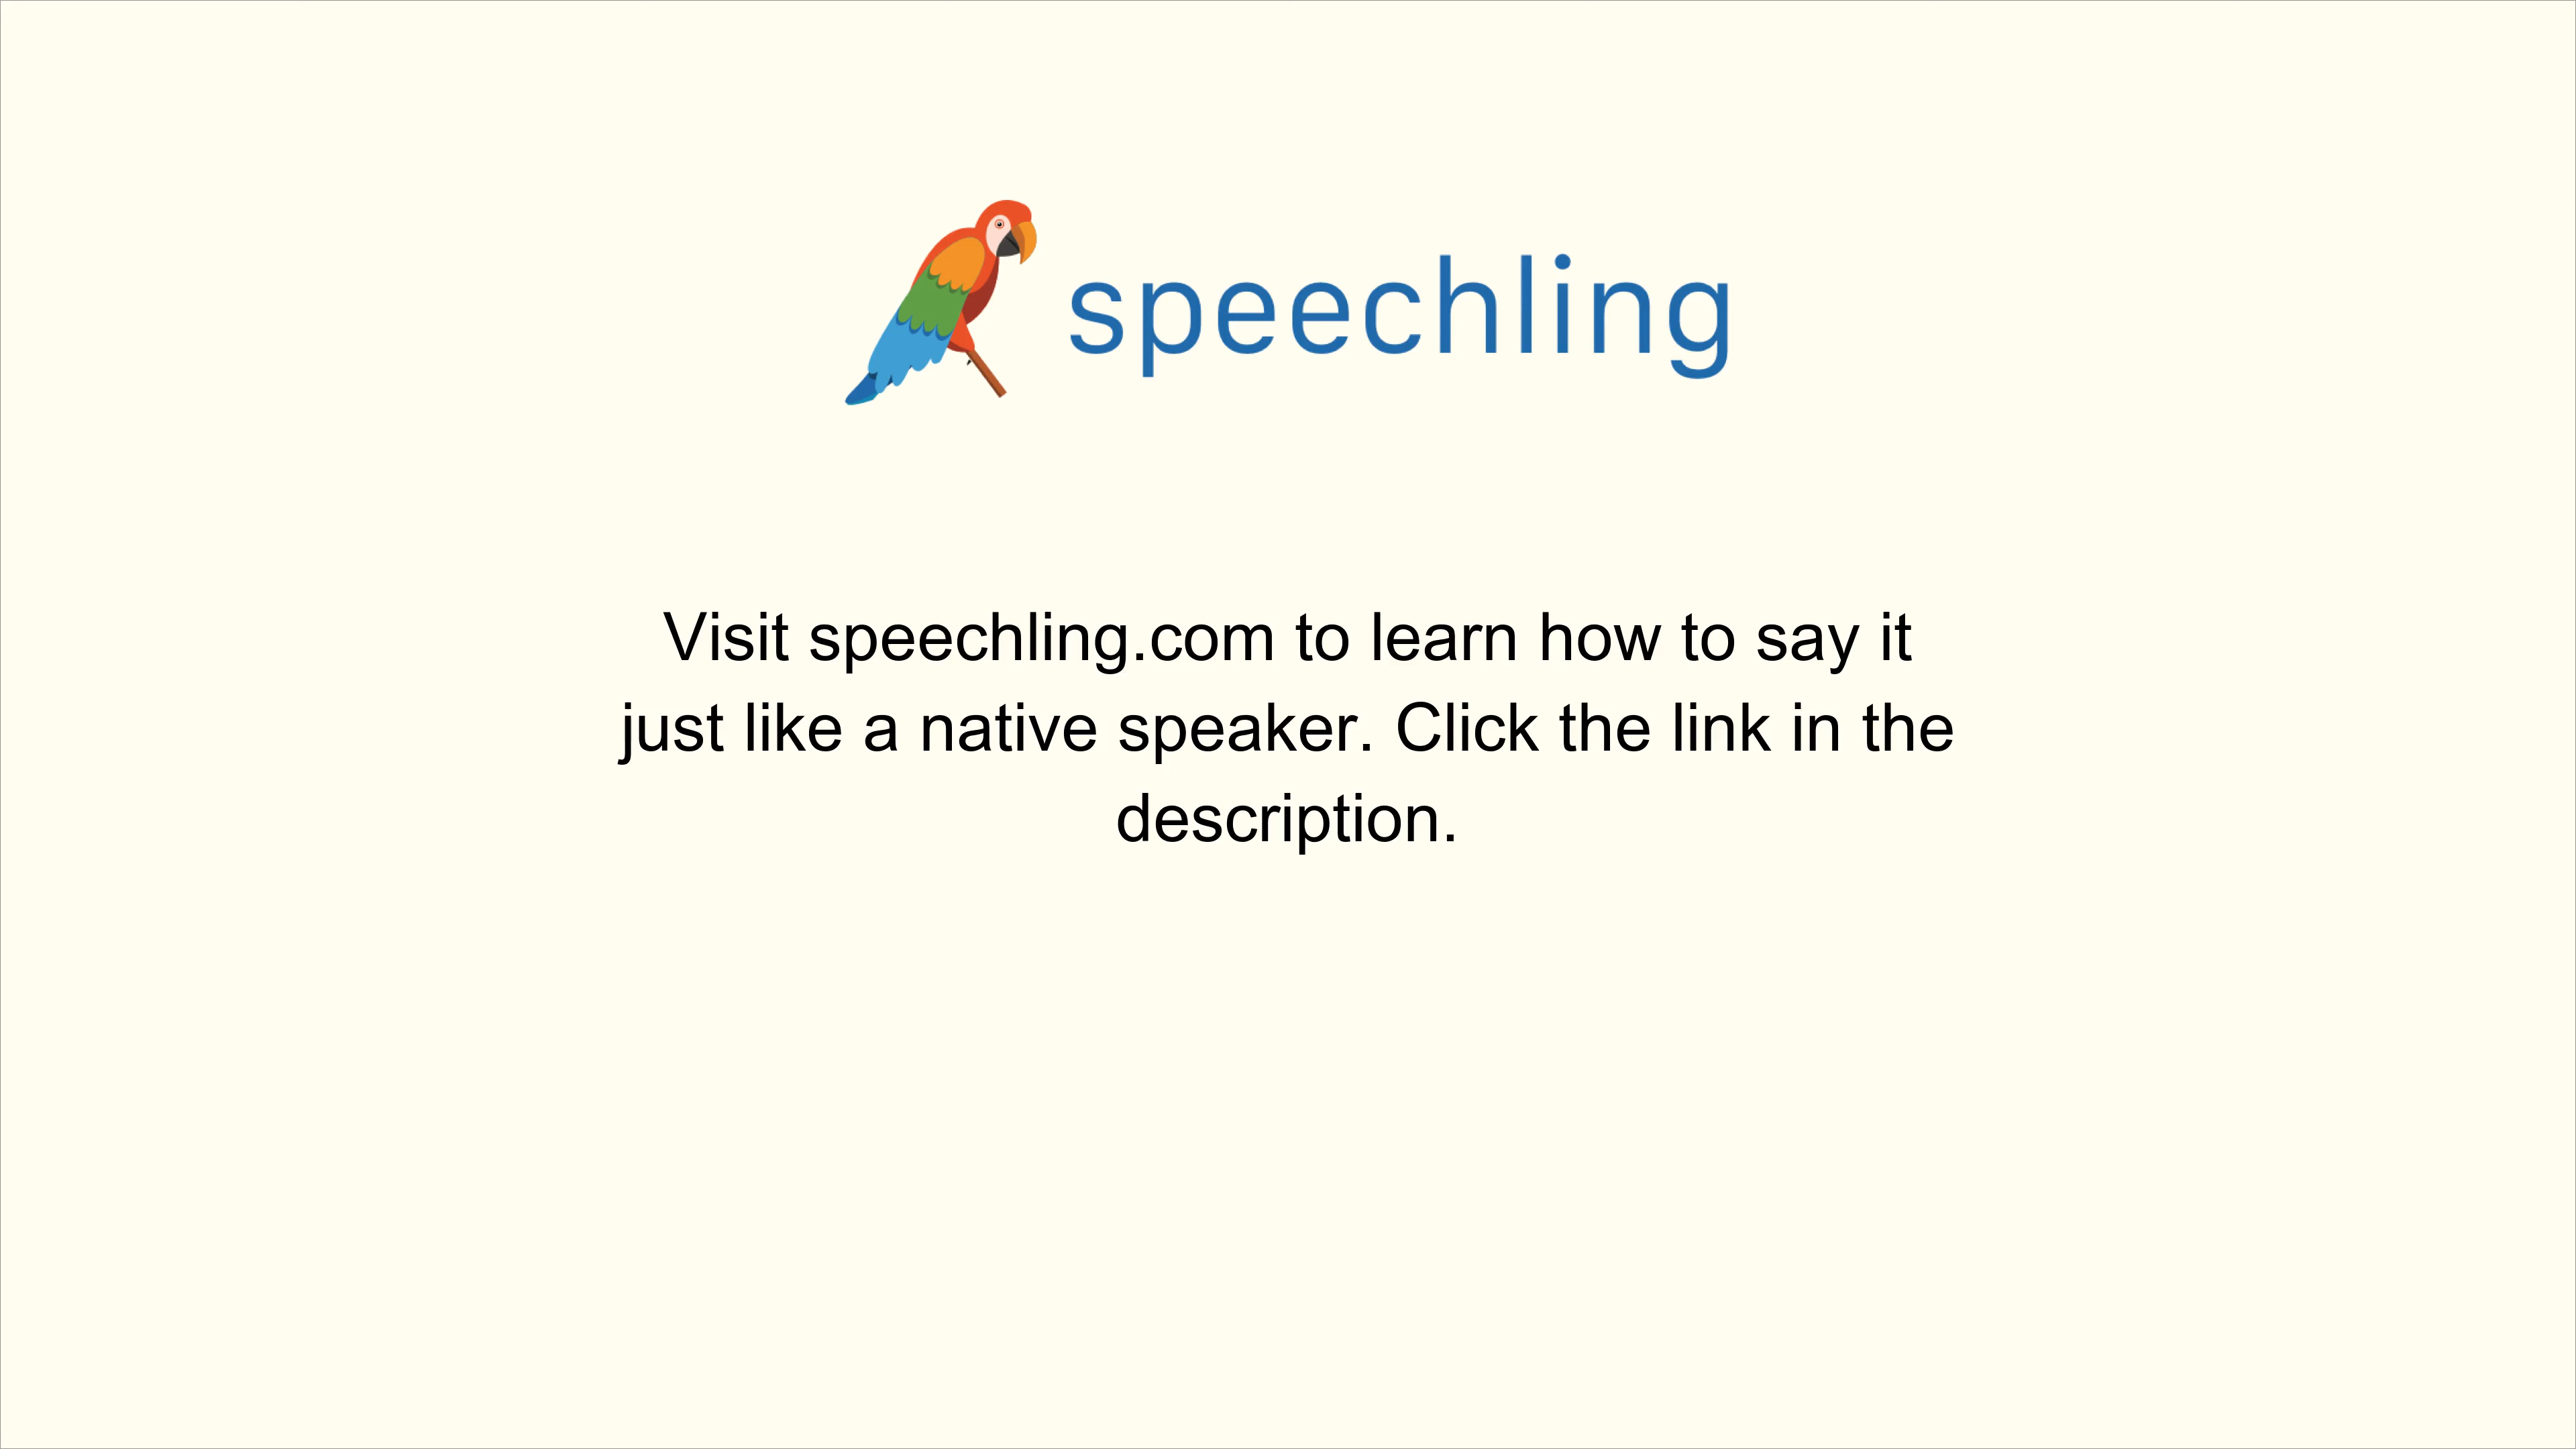 speechling
Visit speechling.com to learn how to say it
just like a native speaker. Click the link in the
description.